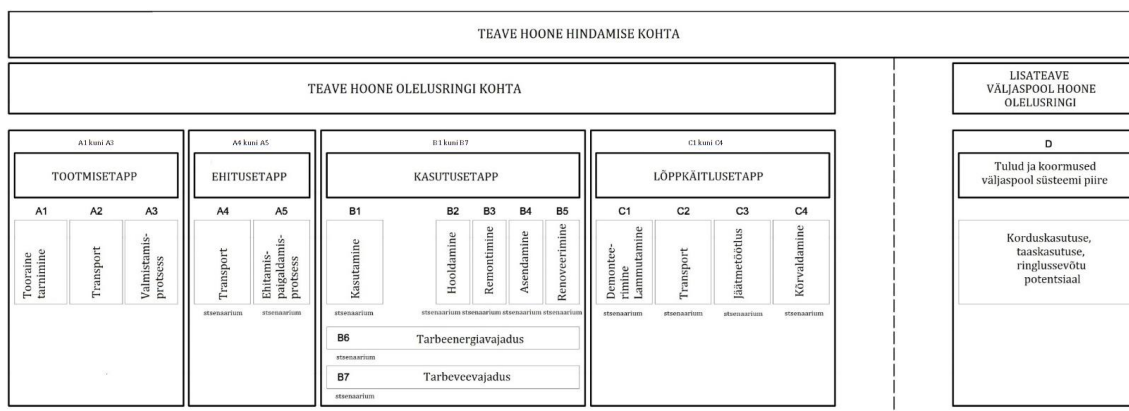 TEAVE HOONE HINDAMISE KOHTA
TEAVE HOONE OLELUSRINGI KOHTA
LISATEAVE
VÄLJASPOOL HOONE
OLELUSRINGI
A1 kuni A3
TOOTMISETAPP
A1
A2
A3
Tooraine
tarnimine
Transport
Valmistamis-
protsess
A4 kuni A5
EHITUSETAPP
A4
A5
Transport
Ehitamis-
paigaldamis-
protsess
stsenaarium
stsenaarium
B1 kuni B7
KASUTUSETAPP
B1
B2
B3
B4
B5
Kasutamine
Hooldamine
Remontimine
Asendamine
Renoveerimine
stsenaarium
stsenaarium
stsenaarium
stsenaarium
stsenaarium
B6
Tarbeenergiavajadus
stsenaarium
B7
Tarbeveevajadus
stsenaarium
C1 kuni C4
LÕPPKÄITLUSETAPP
C1
C2
C3
C4
Demontee-
rimine
Lammutamine
Transport
Jäätmetöötlus
Kõrvaldamine
stsenaarium
stsenaarium
stsenaarium
stsenaarium
D
Tulud ja koormused
väljaspool süsteemi piire
Korduskasutuse,
taaskasutuse,
ringlussevõtu
potentsiaal